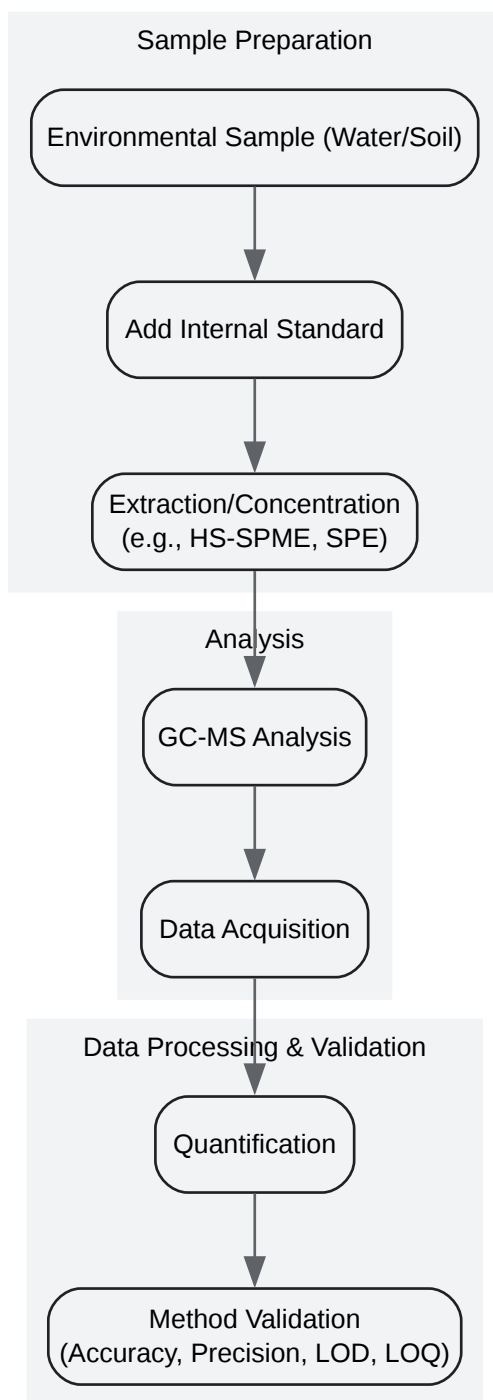 Sample Preparation
Environmental Sample (Water/Soil)
Add Internal Standard
Extraction/Concentration
(e.g., HS-SPME, SPE)
Analysis
GC-MS Analysis
Data Acquisition
Data Processing & Validation
Quantification
Method Validation
(Accuracy, Precision, LOD, LOQ)